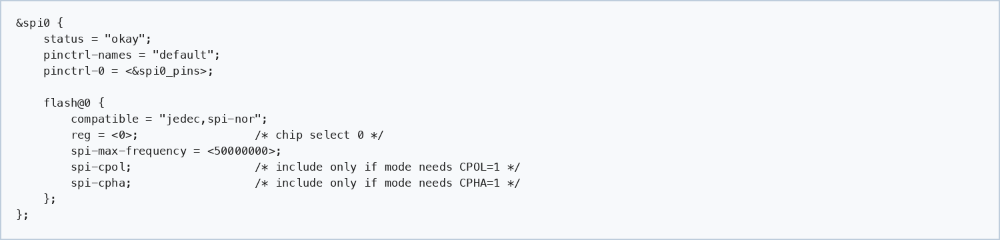 &spi0 {
    status = "okay";
    pinctrl-names = "default";
    pinctrl-0 = <&spi0_pins>;

    flash@0 {
        compatible = "jedec,spi-nor";
        reg = <0>;                 /* chip select 0 */
        spi-max-frequency = <50000000>;
        spi-cpol;                  /* include only if mode needs CPOL=1 */
        spi-cpha;                  /* include only if mode needs CPHA=1 */
    };
};